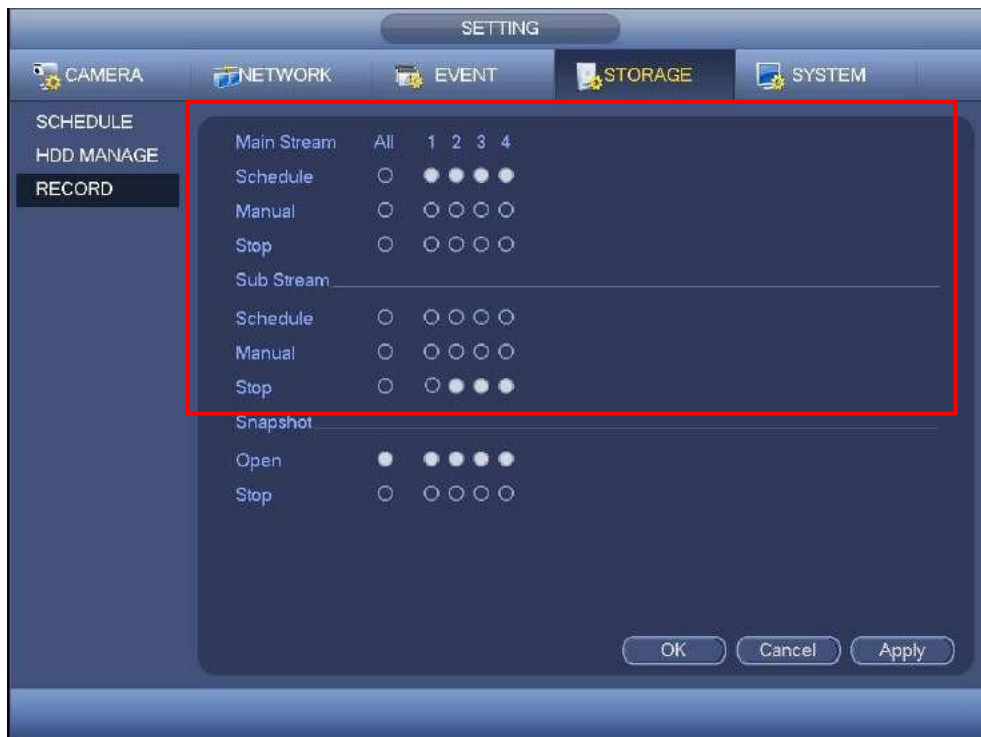 SETTING
CAMERA NETWORK EVENT STORAGE SYSTEM
SCHEDULE
HDD MANAGE
RECORD
Main Stream All 1 2 3 4
Schedule
Manual
Stop
Sub Stream
Schedule
Manual
Stop
Snapshot
Open
Stop
OK Cancel Apply